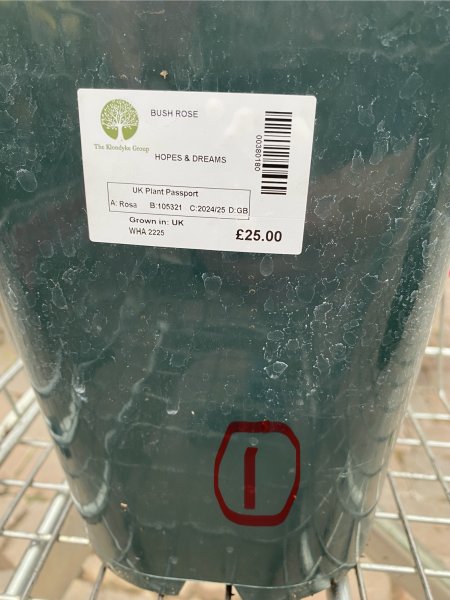 BUSH ROSE
The Klondyke Group
HOPES & DREAMS
00380180
UK Plant Passport
A: Rosa B:105321 C:2024/25 D:GB
Grown in: UK
WHA 2225
£25.00
1